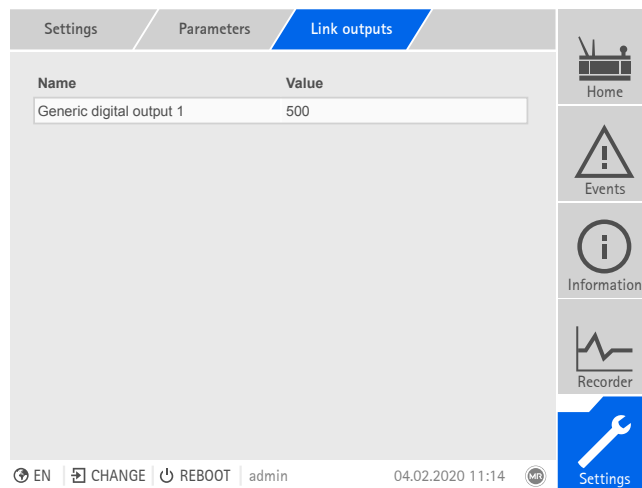 Settings Parameters Link outputs
Name Value
Generic digital output 1 500
Home
Events
Information
Recorder
Settings
EN CHANGE REBOOT admin 04.02.2020 11:14 MR